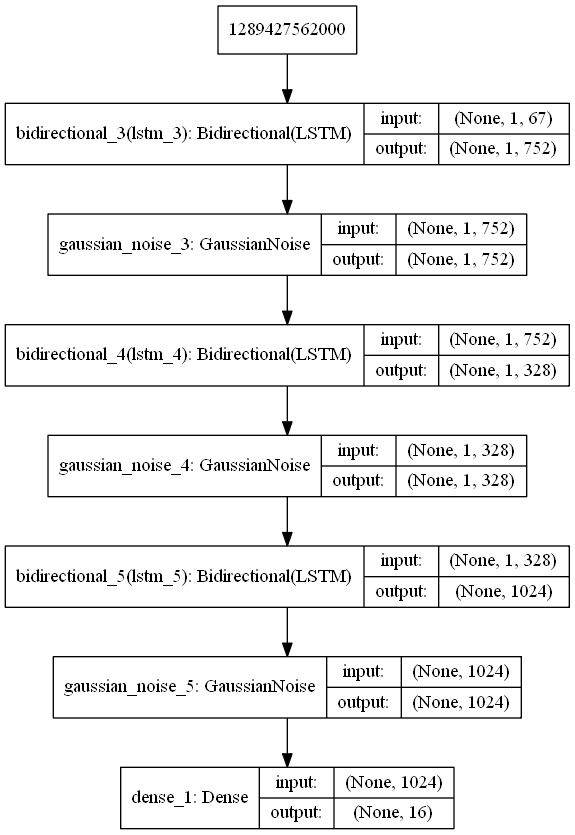 1289427562000
bidirectional_3(lstm_3): Bidirectional(LSTM)
input: (None, 1, 67)
output: (None, 1, 752)
gaussian_noise_3: GaussianNoise
input: (None, 1, 752)
output: (None, 1, 752)
bidirectional_4(lstm_4): Bidirectional(LSTM)
input: (None, 1, 752)
output: (None, 1, 328)
gaussian_noise_4: GaussianNoise
input: (None, 1, 328)
output: (None, 1, 328)
bidirectional_5(lstm_5): Bidirectional(LSTM)
input: (None, 1, 328)
output: (None, 1024)
gaussian_noise_5: GaussianNoise
input: (None, 1024)
output: (None, 1024)
dense_1: Dense
input: (None, 1024)
output: (None, 16)